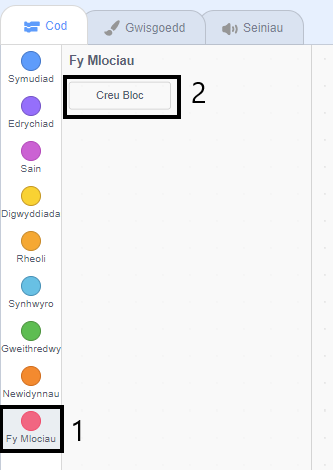 Cod
Gwisgoedd
Seiniau
Symudiad
Edrychiad
Sain
Digwyddiada
Rheoli
Synhwyro
Gweithredwy
Newidynnau
Fy Mlociau
1
Fy Mlociau
Creu Bloc
2